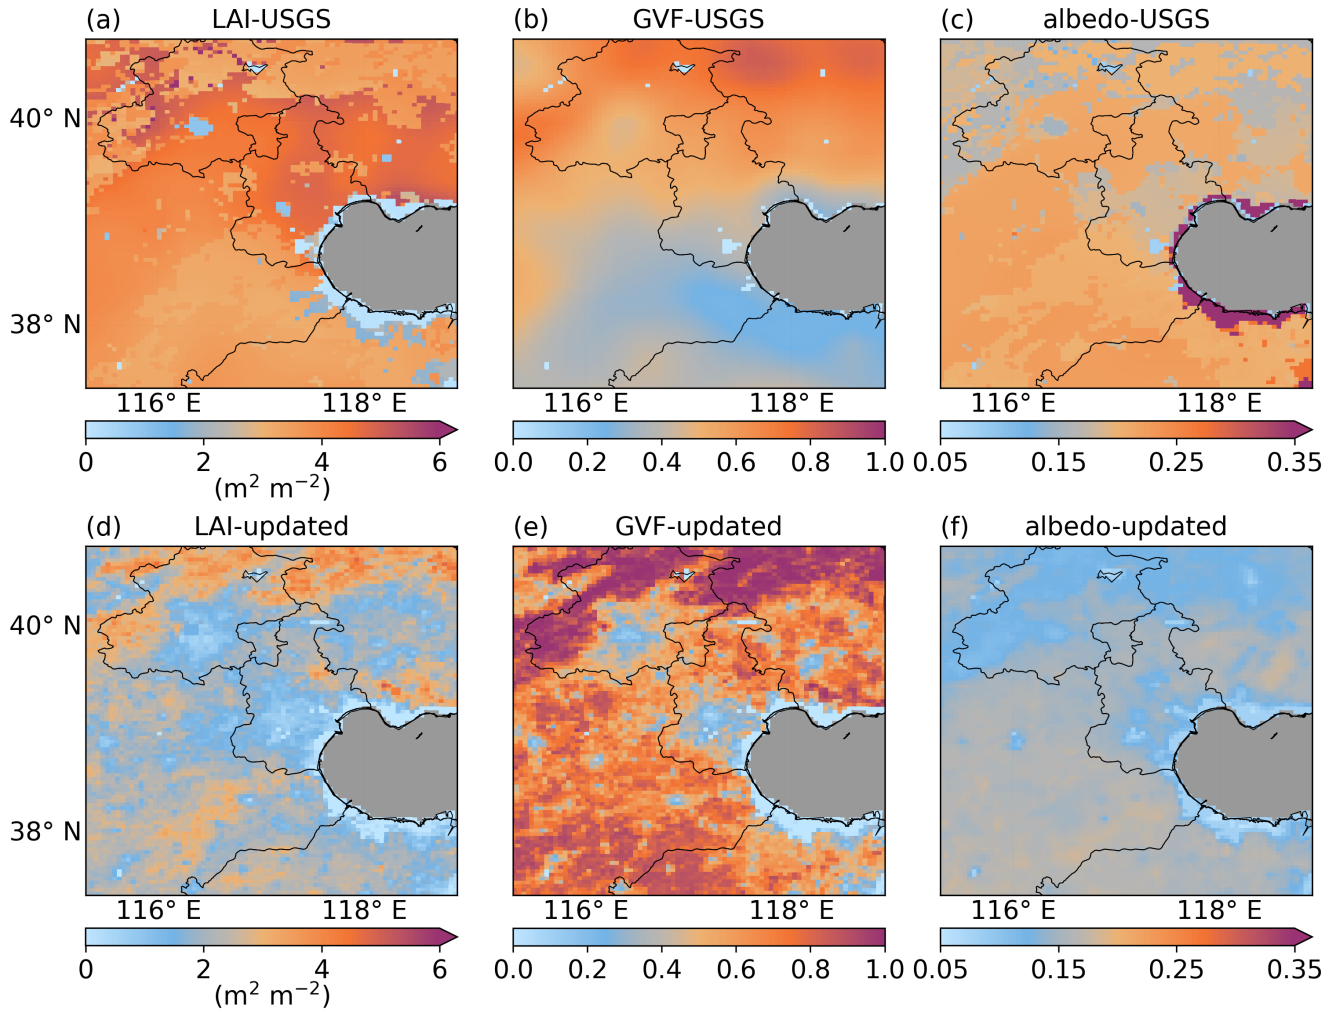 (a) LAI-USGS
(b) GVF-USGS
(c) albedo-USGS
40° N
38° N
116° E 118° E
116° E 118° E
116° E 118° E
0 2 4 6
(m² m⁻²)
0.0 0.2 0.4 0.6 0.8 1.0
0.05 0.15 0.25 0.35
(d) LAI-updated
(e) GVF-updated
(f) albedo-updated
40° N
38° N
116° E 118° E
116° E 118° E
116° E 118° E
0 2 4 6
(m² m⁻²)
0.0 0.2 0.4 0.6 0.8 1.0
0.05 0.15 0.25 0.35